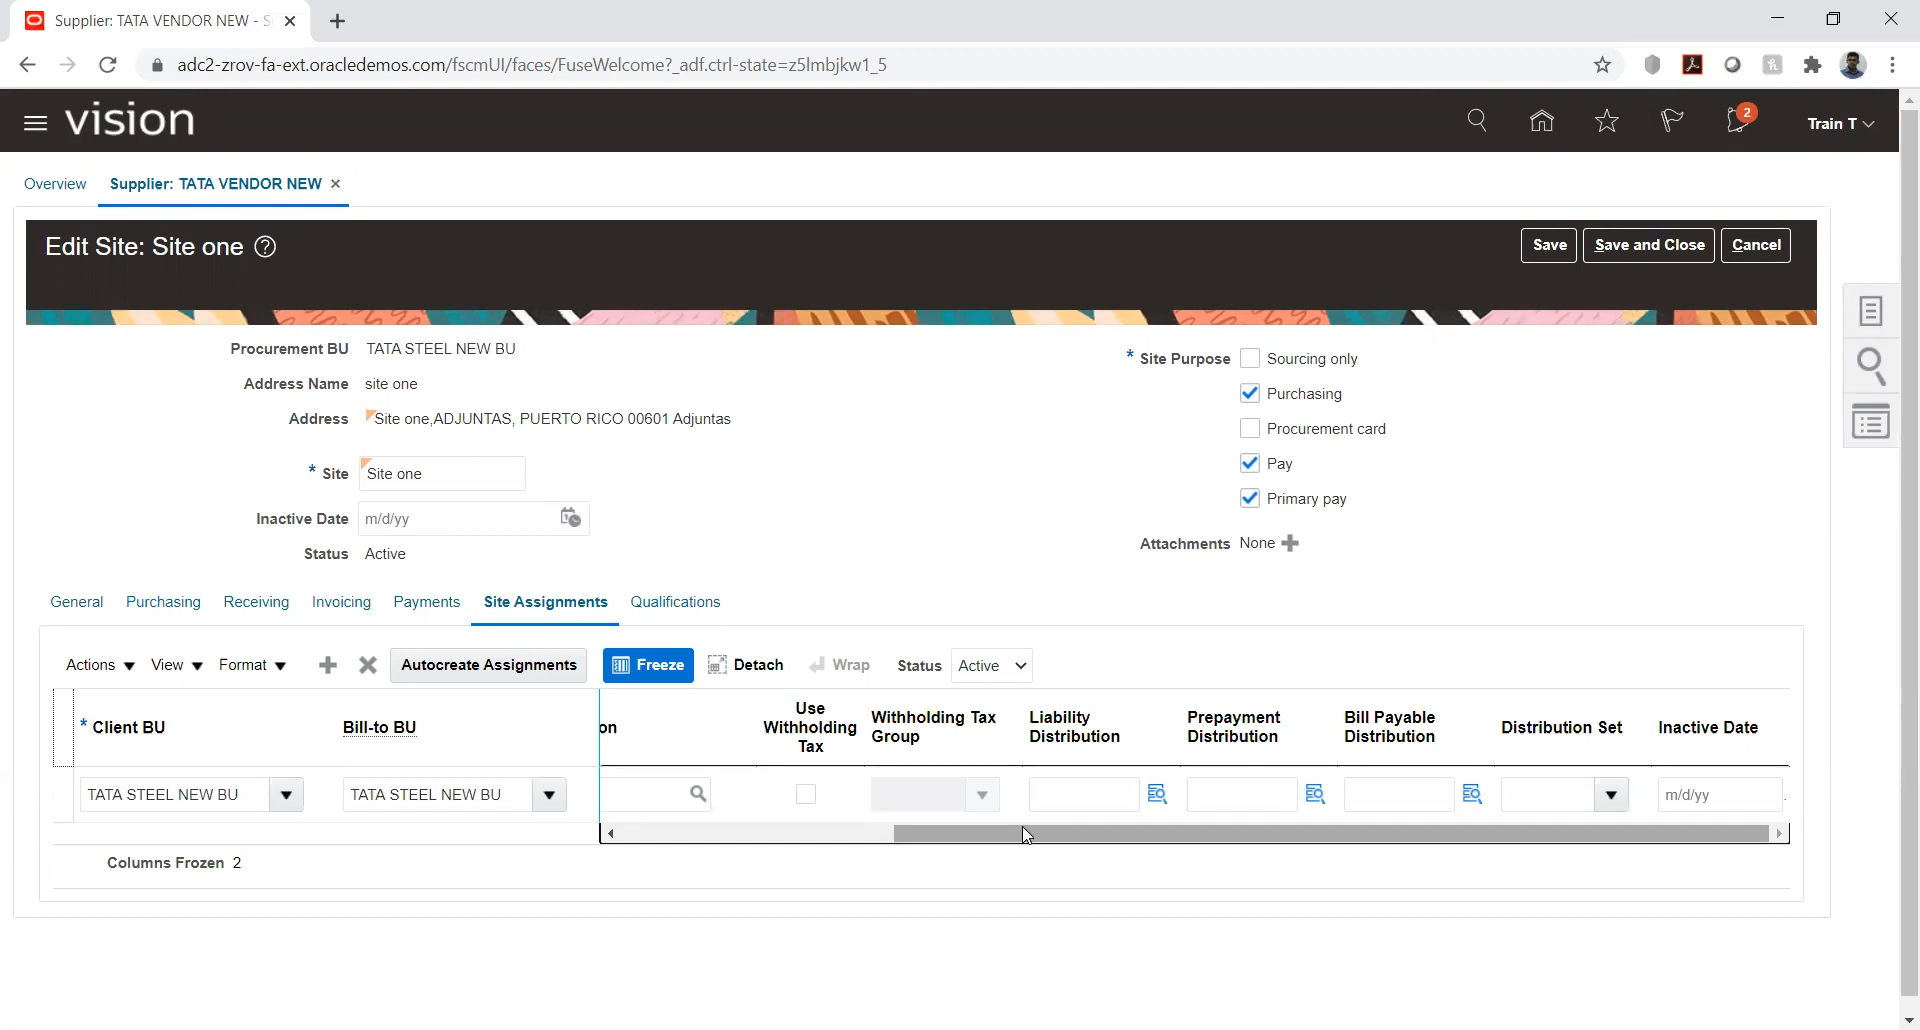 Supplier: TATA VENDOR NEW - S
adc2-zrov-fa-ext.oracledemos.com/fscmUI/faces/FuseWelcome?_adf.ctrl-state=z5lmbjkw1_5
vision
2
Train T
Overview
Supplier: TATA VENDOR NEW
Edit Site: Site one
Save
Save and Close
Cancel
Procurement BU TATA STEEL NEW BU
Address Name site one
Address Site one,ADJUNTAS, PUERTO RICO 00601 Adjuntas
* Site Site one
Inactive Date m/d/yy
Status Active
* Site Purpose Sourcing only
Purchasing
Procurement card
Pay
Primary pay
Attachments None
General Purchasing Receiving Invoicing Payments Site Assignments Qualifications
Actions View Format Autocreate Assignments Freeze Detach Wrap Status Active
* Client BU
Bill-to BU
on
Use
Withholding
Tax
Withholding Tax
Group
Liability
Distribution
Prepayment
Distribution
Bill Payable
Distribution
Distribution Set
Inactive Date
TATA STEEL NEW BU
TATA STEEL NEW BU
m/d/yy
Columns Frozen 2